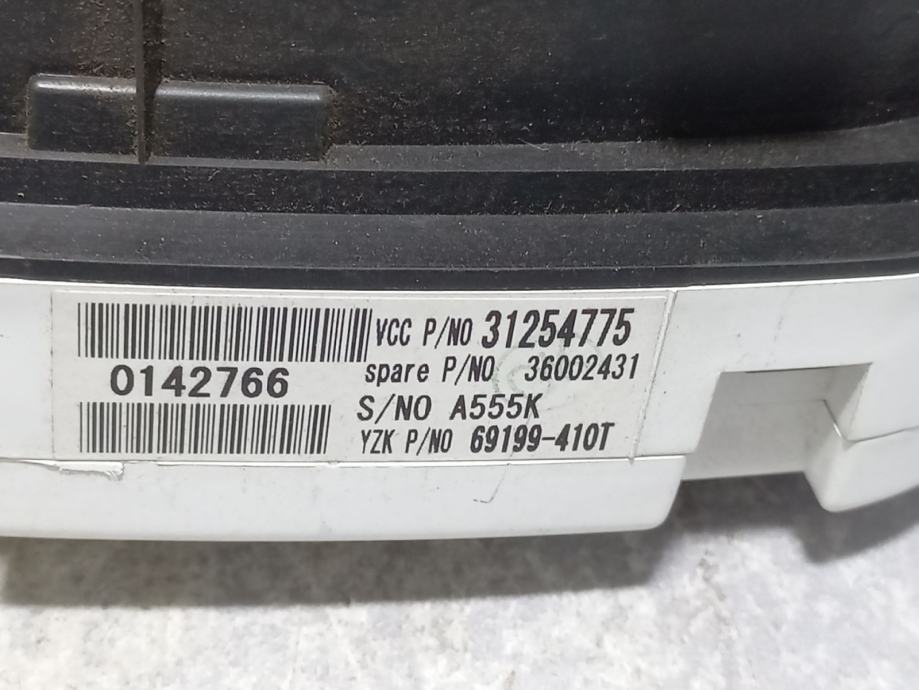 VCC P/NO 31254775
spare P/NO 36002431
0142766
S/NO A555K
YZK P/NO 69199-410T